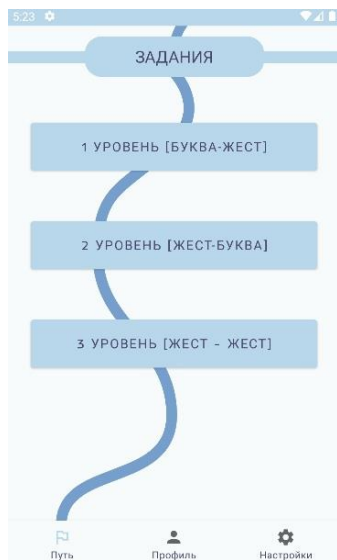 5:23
ЗАДАНИЯ
1 УРОВЕНЬ [БУКВА-ЖЕСТ]
2 УРОВЕНЬ [ЖЕСТ-БУКВА]
3 УРОВЕНЬ [ЖЕСТ - ЖЕСТ]
Путь Профиль Настройки